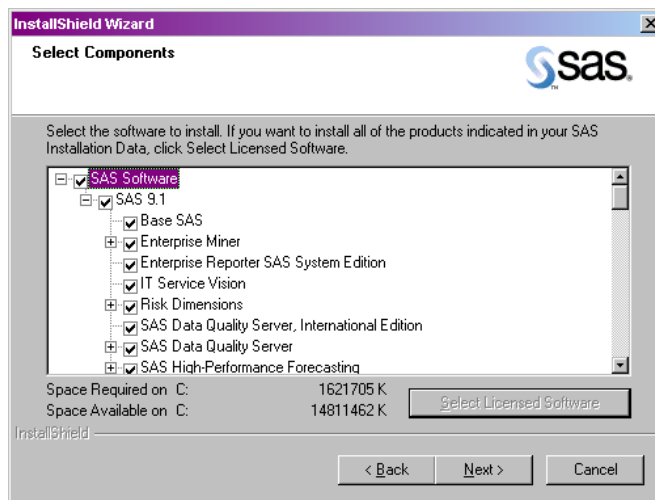 InstallShield Wizard
Select Components
sas.
TM
Select the software to install. If you want to install all of the products indicated in your SAS
Installation Data, click Select Licensed Software.
SAS Software
SAS 9.1
Base SAS
Enterprise Miner
Enterprise Reporter SAS System Edition
IT Service Vision
Risk Dimensions
SAS Data Quality Server, International Edition
SAS Data Quality Server
SAS High-Performance Forecasting
Space Required on C: 1621705 K
Space Available on C: 14811462 K
Select Licensed Software
InstallShield
< Back Next > Cancel